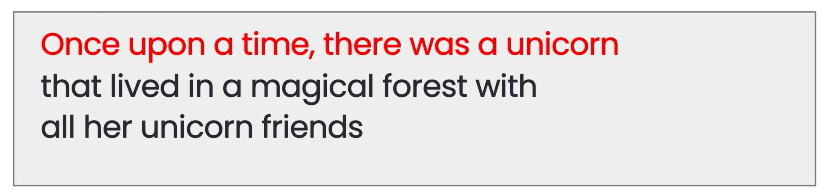 Once upon a time, there was a unicorn
that lived in a magical forest with
all her unicorn friends